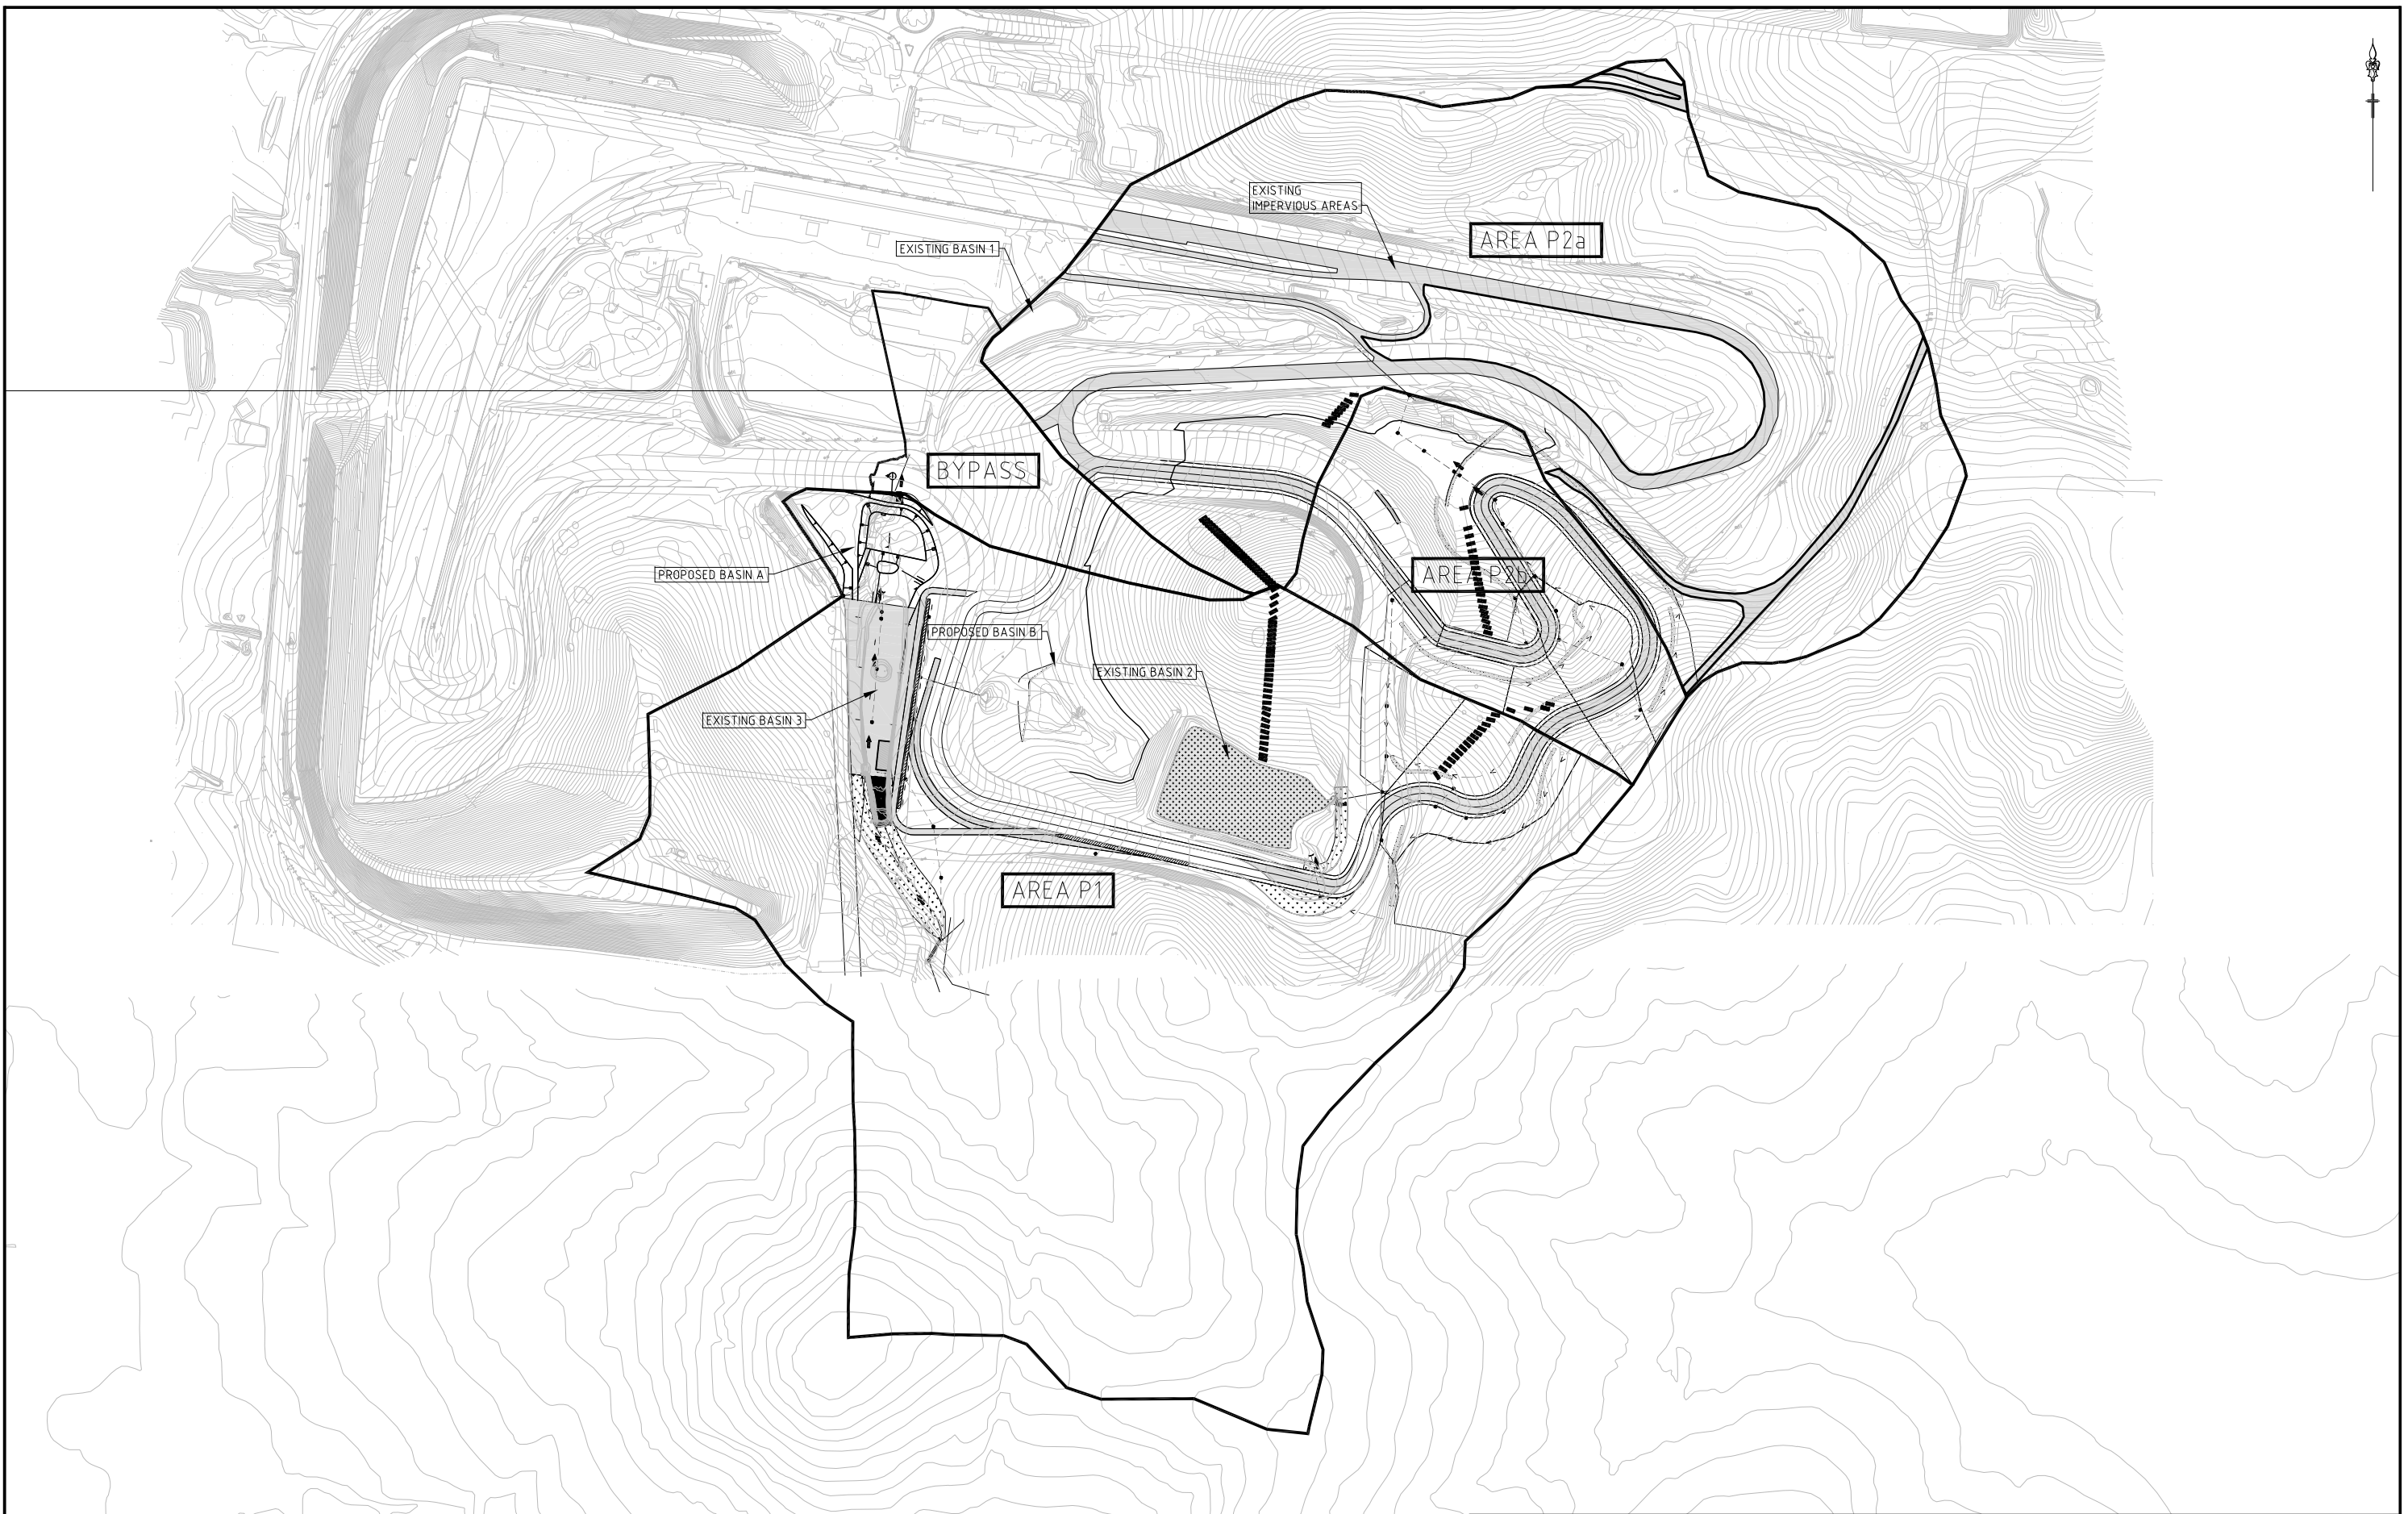 EXISTING
IMPERVIOUS AREAS
AREA P2a
EXISTING BASIN 1
BYPASS
PROPOSED BASIN A
AREA P2b
PROPOSED BASIN B
EXISTING BASIN 2
EXISTING BASIN 3
AREA P1